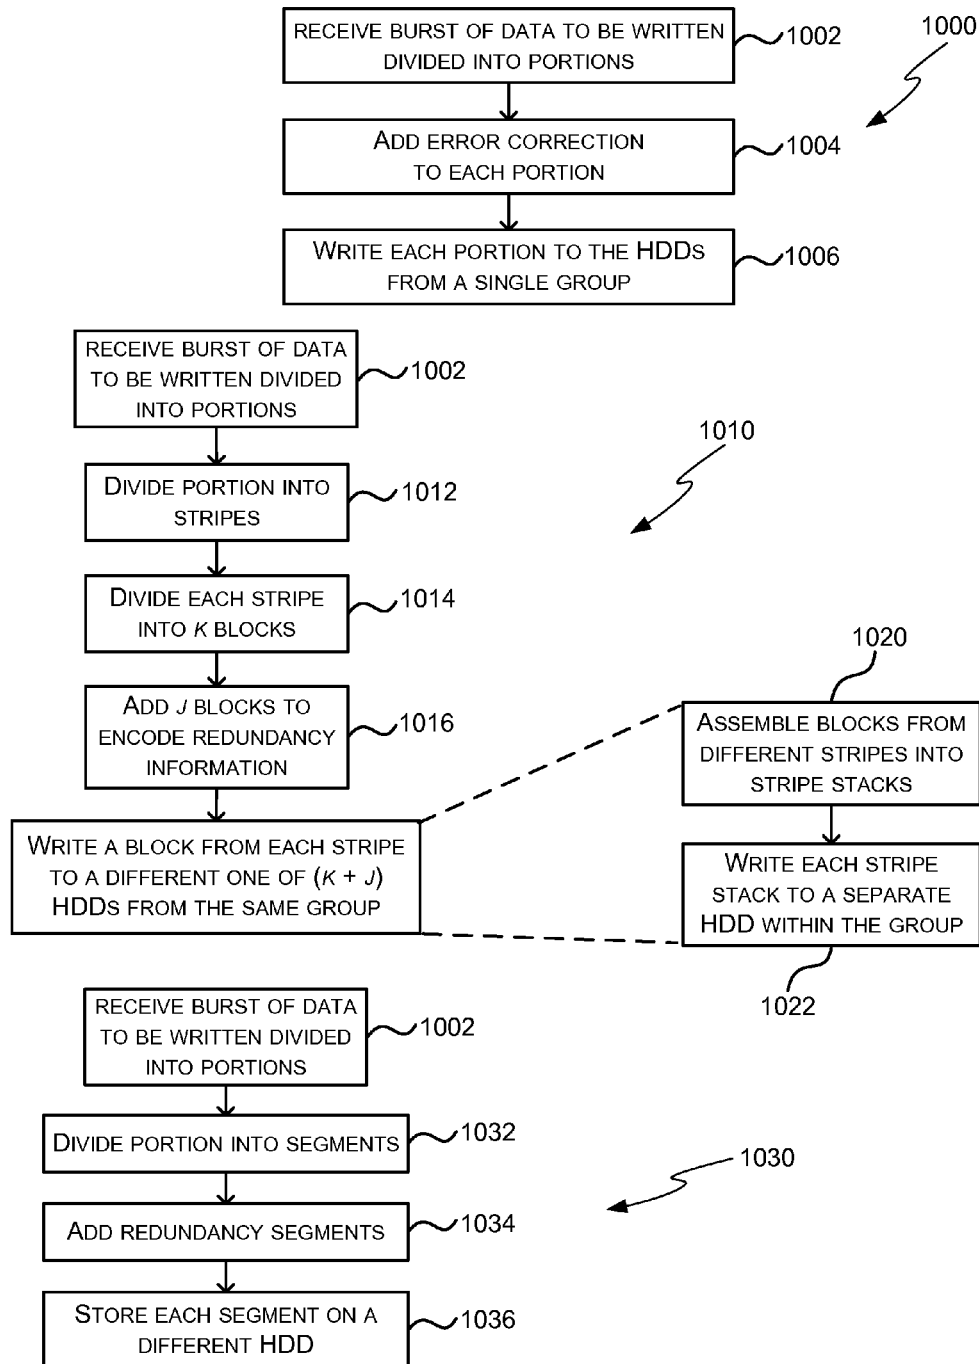 RECEIVE BURST OF DATA TO BE WRITTEN
DIVIDED INTO PORTIONS
1002
1000
ADD ERROR CORRECTION
TO EACH PORTION
1004
WRITE EACH PORTION TO THE HDDS
FROM A SINGLE GROUP
1006
RECEIVE BURST OF DATA
TO BE WRITTEN DIVIDED
INTO PORTIONS
1002
1010
DIVIDE PORTION INTO
STRIPES
1012
DIVIDE EACH STRIPE
INTO K BLOCKS
1014
ADD J BLOCKS TO
ENCODE REDUNDANCY
INFORMATION
1016
WRITE A BLOCK FROM EACH STRIPE
TO A DIFFERENT ONE OF (K + J)
HDDS FROM THE SAME GROUP
1020
ASSEMBLE BLOCKS FROM
DIFFERENT STRIPES INTO
STRIPE STACKS
WRITE EACH STRIPE
STACK TO A SEPARATE
HDD WITHIN THE GROUP
1022
RECEIVE BURST OF DATA
TO BE WRITTEN DIVIDED
INTO PORTIONS
1002
DIVIDE PORTION INTO SEGMENTS
1032
1030
ADD REDUNDANCY SEGMENTS
1034
STORE EACH SEGMENT ON A
DIFFERENT HDD
1036